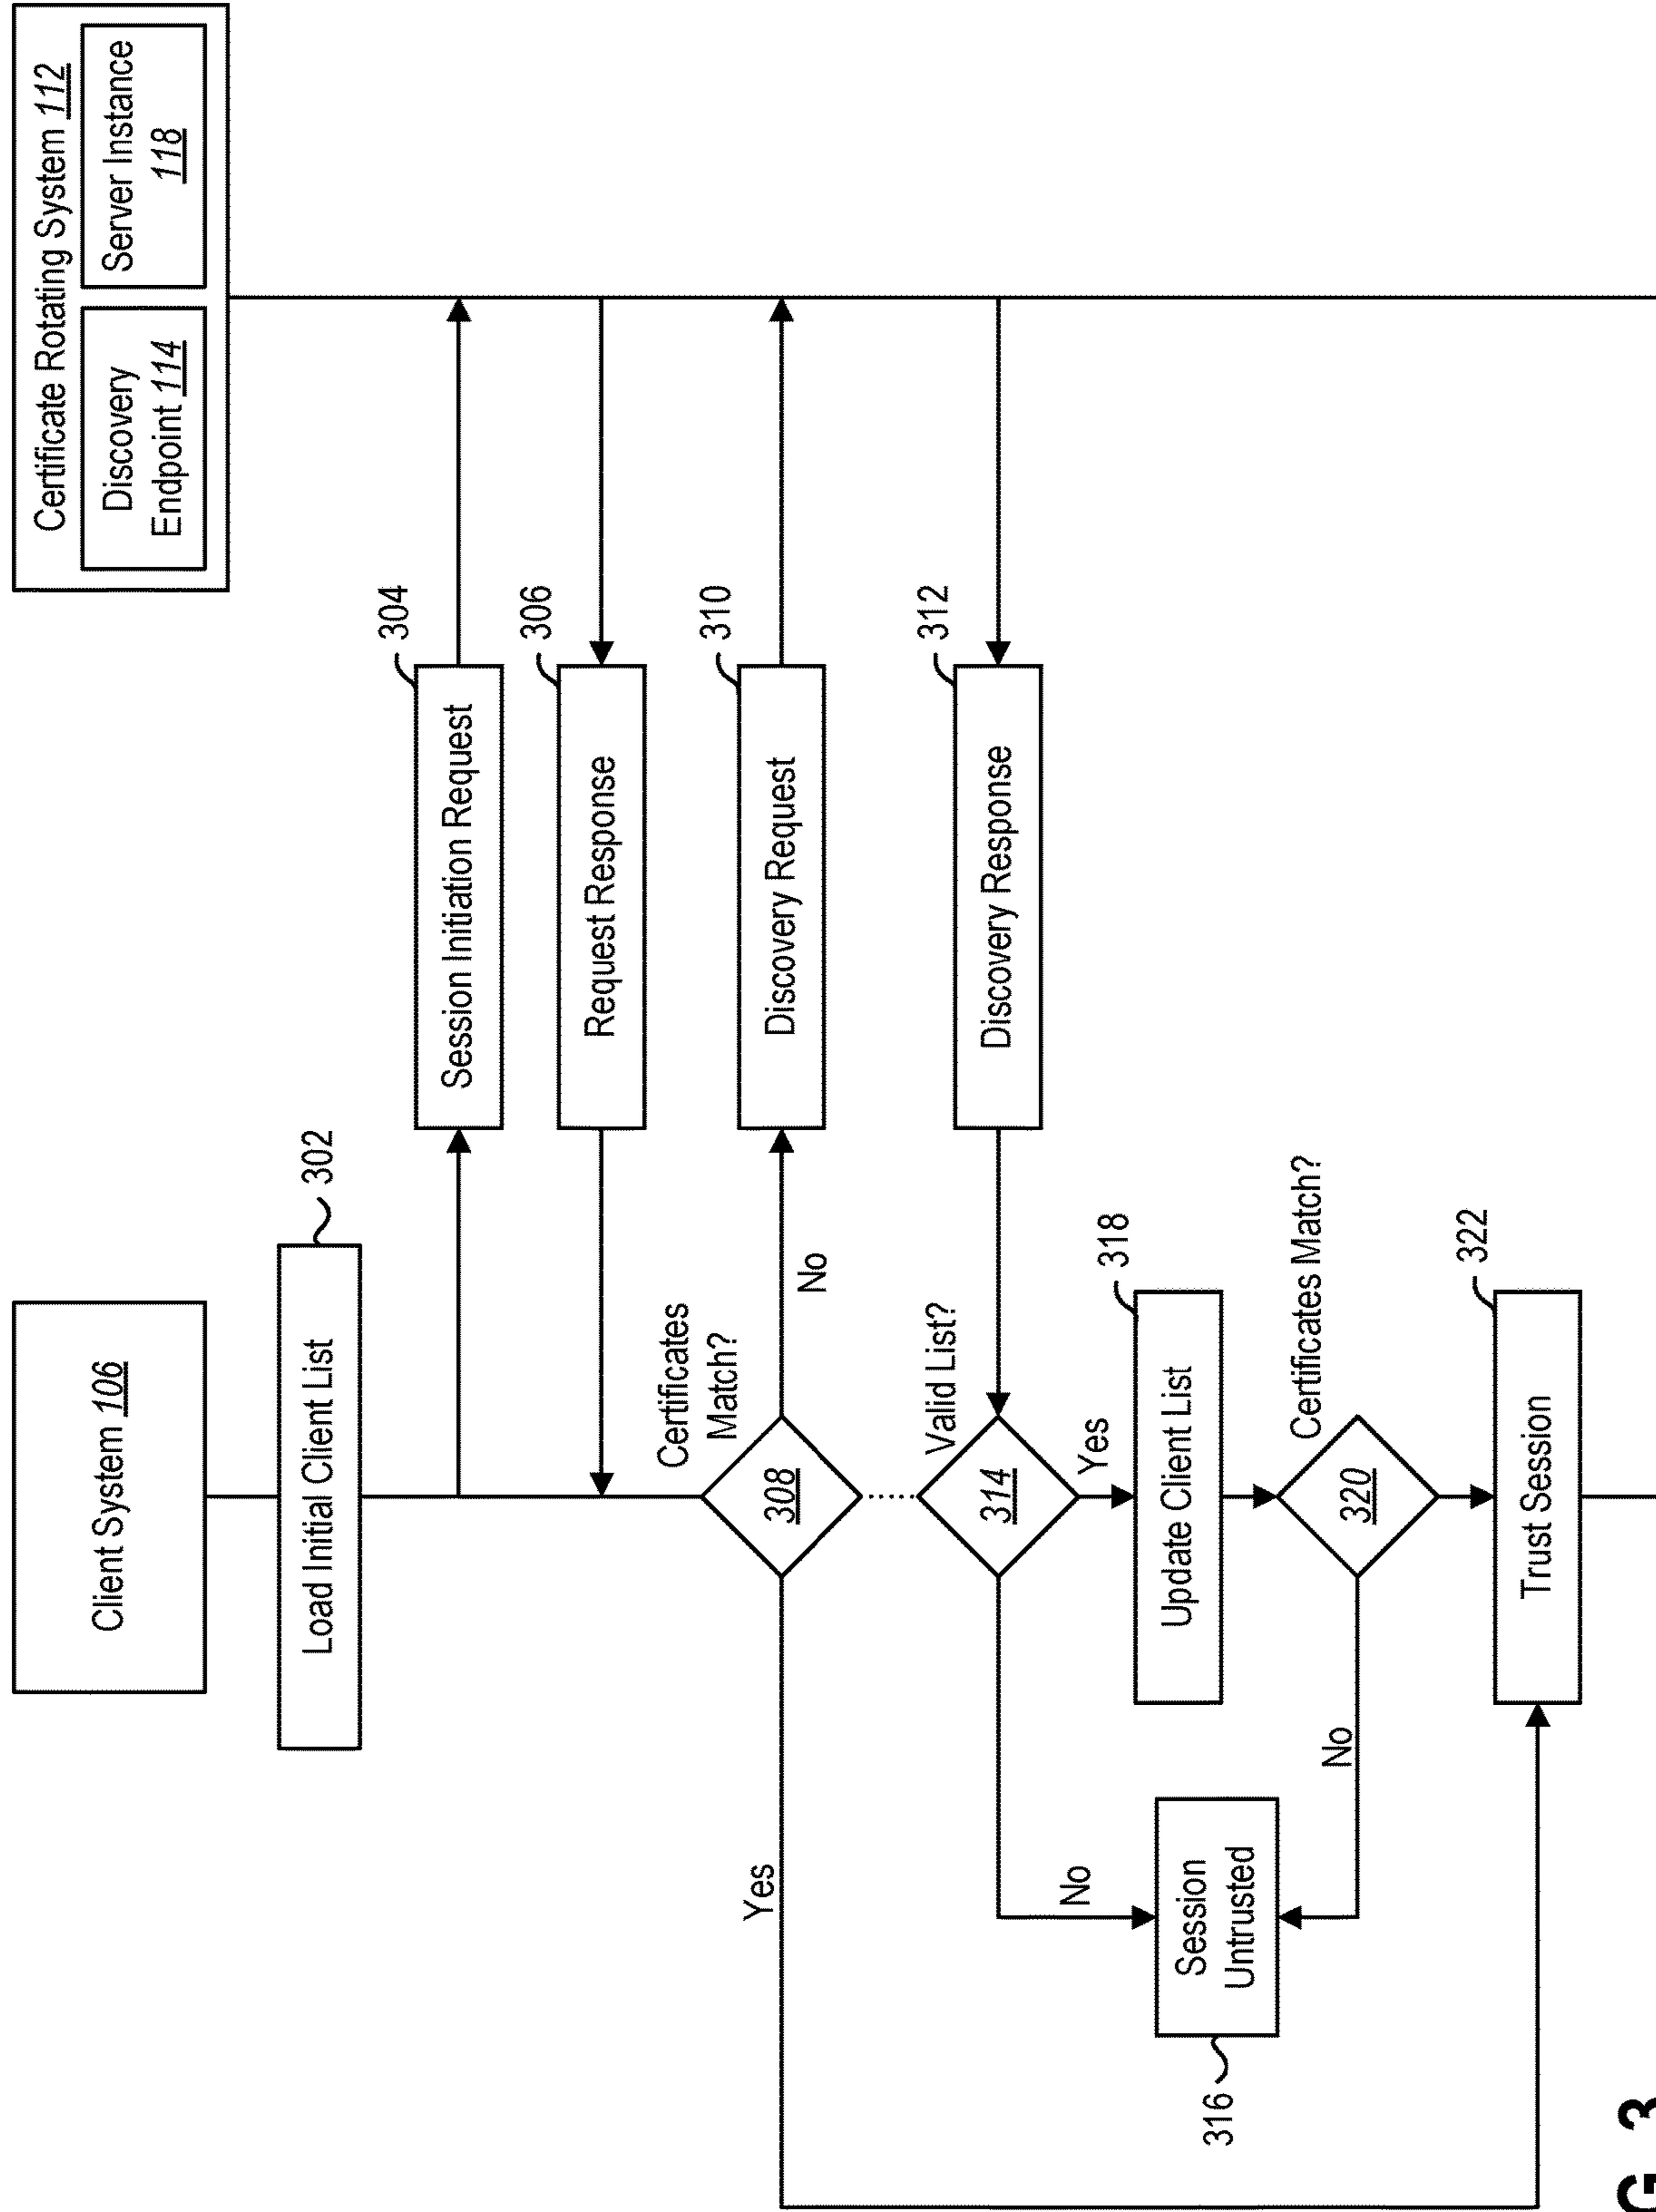 Client System 106
Certificate Rotating System 112
Discovery
Endpoint 114
Server Instance
118
Load Initial Client List
302
304
Session Initiation Request
306
Request Response
Certificates
Match?
308
Yes
No
310
Discovery Request
312
Discovery Response
Valid List?
314
No
Yes
Session
Untrusted
316
318
Update Client List
Certificates Match?
320
No
322
Trust Session
G. 3